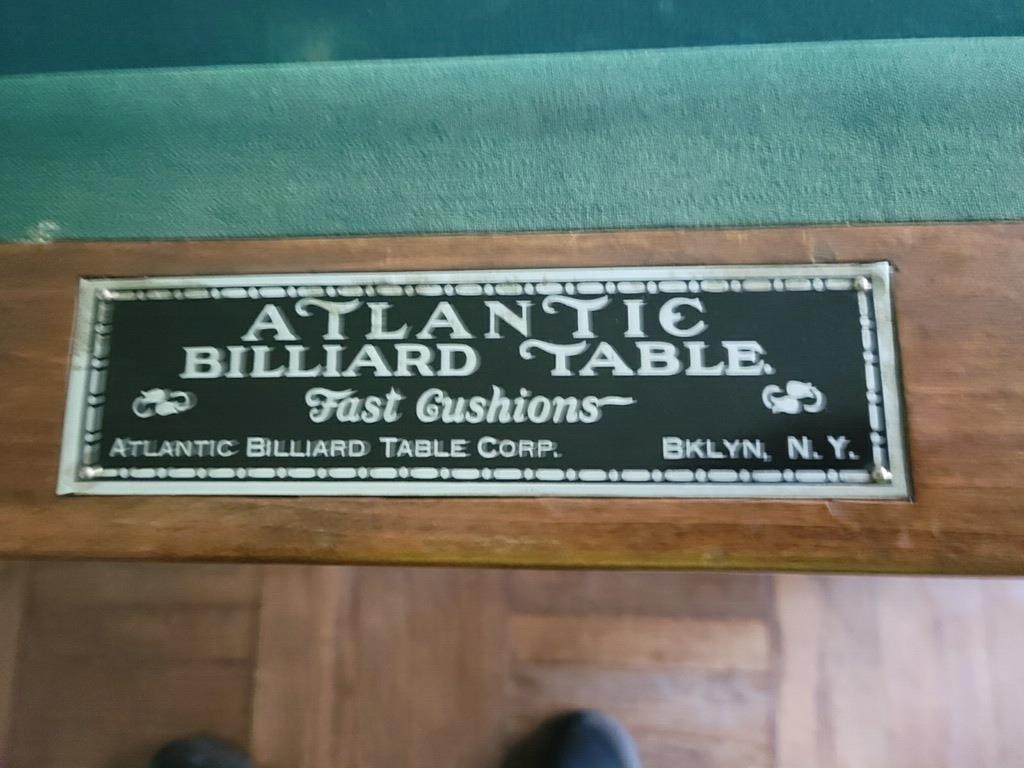 ATLANTIC
BILLIARD TABLE.
Fast Cushions
ATLANTIC BILLIARD TABLE CORP. BKLYN, N.Y.